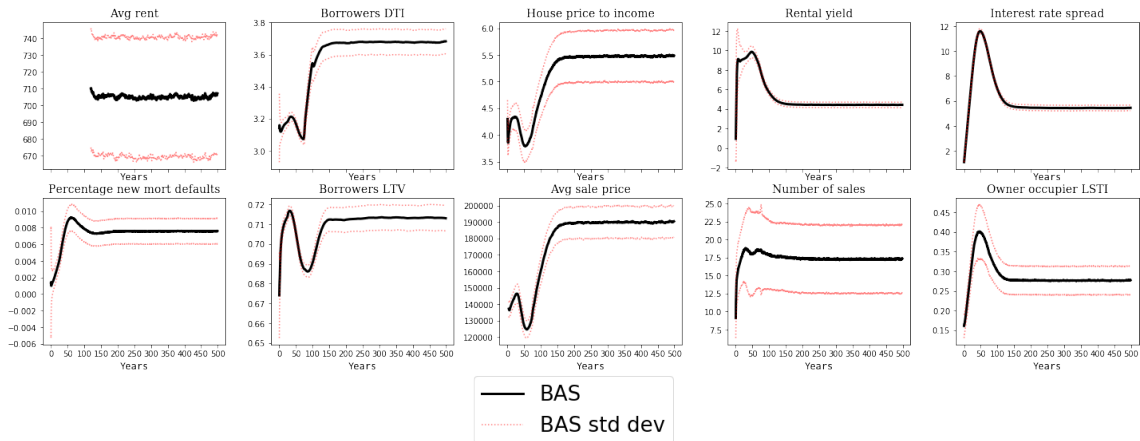 Avg rent
740
730
720
710
700
690
680
670
Years
Borrowers DTI
3.8
3.6
3.4
3.2
3.0
Years
House price to income
6.0
5.5
5.0
4.5
4.0
3.5
Years
Rental yield
12
10
8
6
4
2
0
−2
Years
Interest rate spread
10
8
6
4
2
Years
Percentage new mort defaults
0.010
0.008
0.006
0.004
0.002
0.000
−0.002
−0.004
−0.006
0 50 100 150 200 250 300 350 400 450 500
Years
Borrowers LTV
0.72
0.71
0.70
0.69
0.68
0.67
0.66
0.65
0 50 100 150 200 250 300 350 400 450 500
Years
Avg sale price
200000
190000
180000
170000
160000
150000
140000
130000
120000
0 50 100 150 200 250 300 350 400 450 500
Years
Number of sales
25.0
22.5
20.0
17.5
15.0
12.5
10.0
7.5
0 50 100 150 200 250 300 350 400 450 500
Years
Owner occupier LSTI
0.45
0.40
0.35
0.30
0.25
0.20
0.15
0 50 100 150 200 250 300 350 400 450 500
Years
BAS
BAS std dev